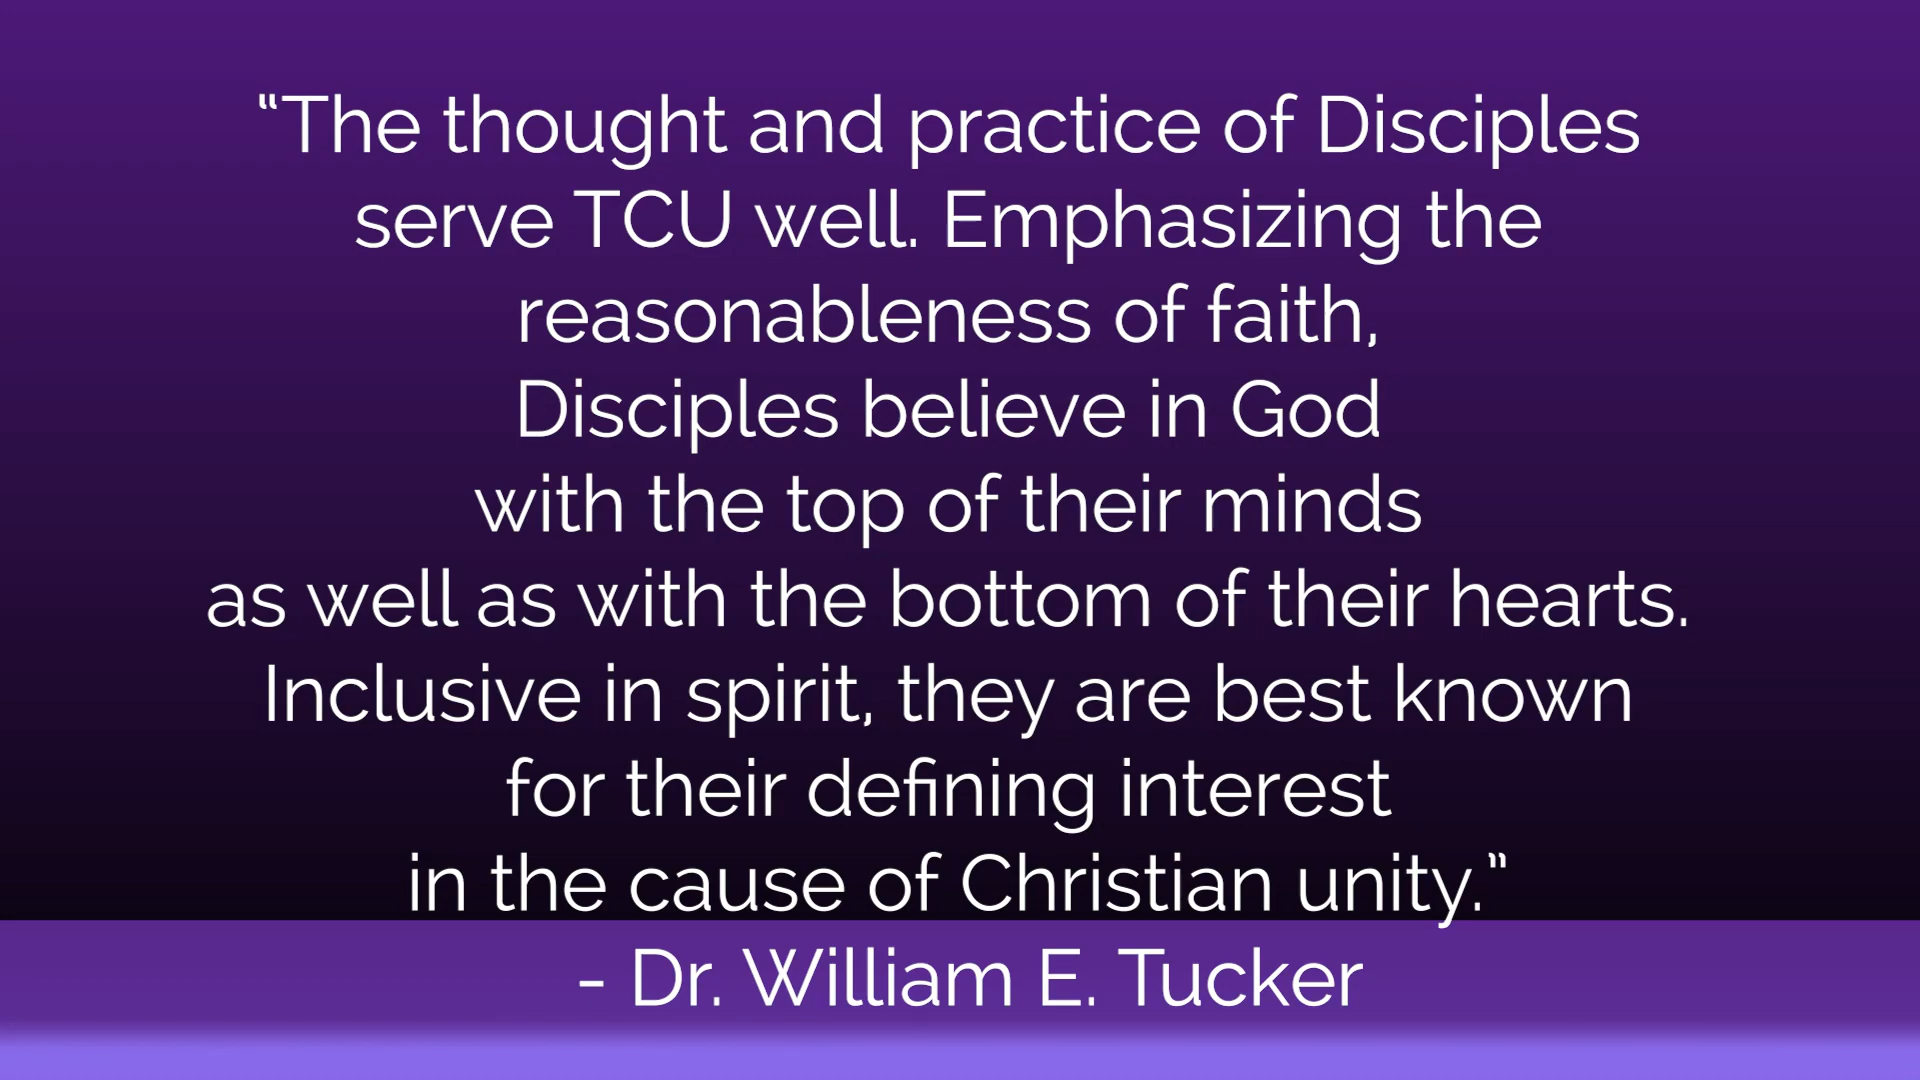 “The thought and practice of Disciples
serve TCU well. Emphasizing the
reasonableness of faith,
Disciples believe in God
with the top of their minds
as well as with the bottom of their hearts.
Inclusive in spirit, they are best known
for their defining interest
in the cause of Christian unity.”
- Dr. William E. Tucker